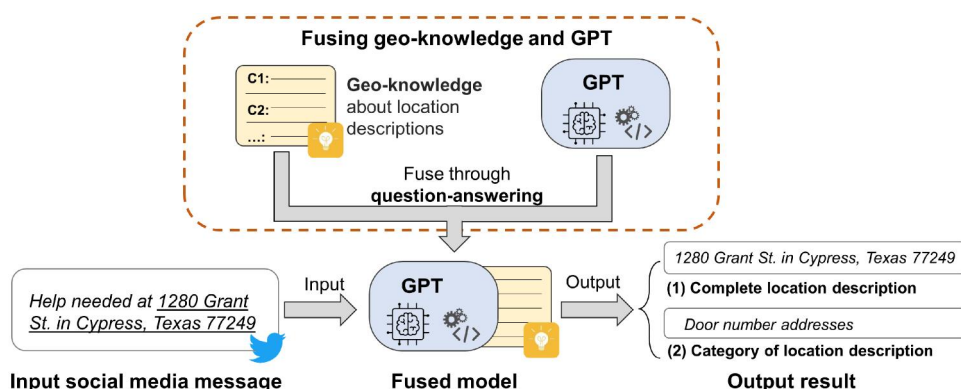 Fusing geo-knowledge and GPT
C1:
C2:
...:
Geo-knowledge
about location
descriptions
GPT
</>
Fuse through
question-answering
Help needed at 1280 Grant
St. in Cypress, Texas 77249
Input social media message
Input
GPT
</>
Fused model
Output
1280 Grant St. in Cypress, Texas 77249
(1) Complete location description
Door number addresses
(2) Category of location description
Output result